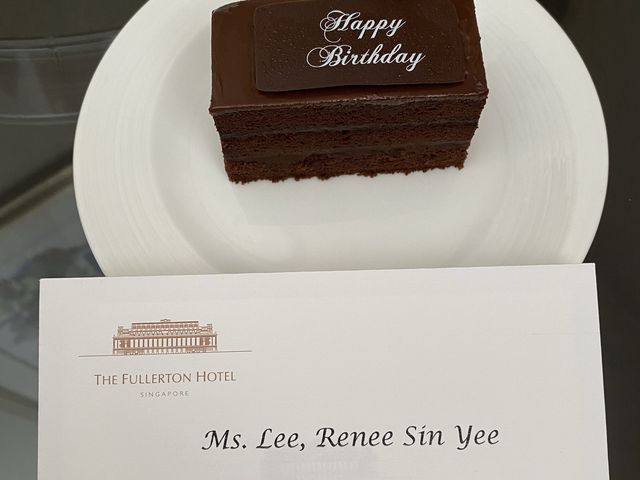 Happy
Birthday
THE FULLERTON HOTEL
SINGAPORE
Ms. Lee, Renee Sin Yee